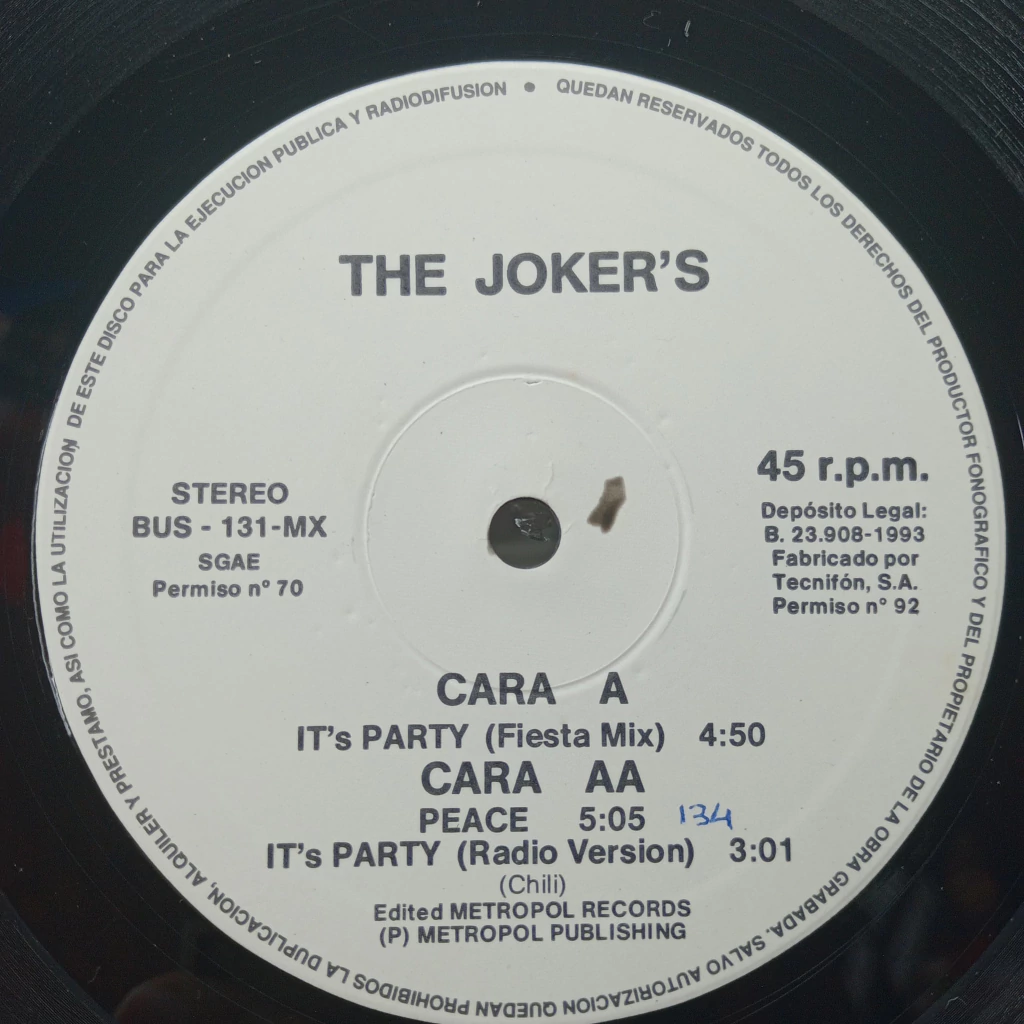 QUEDAN RESERVADOS TODOS LOS DERECHOS DEL PRODUCTOR FONOGRAFICO Y DEL PROPIETARIO DE LA OBRA GRABADA. SALVO AUTORIZACION QUEDAN PROHIBIDOS LA DUPLICACION, ALQUILER Y PRESTAMO, ASI COMO LA UTILIZACION DE ESTE DISCO PARA LA EJECUCION PUBLICA Y RADIODIFUSION •
THE JOKER'S
STEREO
BUS - 131-MX
SGAE
Permiso nº 70
45 r.p.m.
Depósito Legal:
B. 23.908-1993
Fabricado por
Tecnifón, S.A.
Permiso nº 92
CARA A
IT's PARTY (Fiesta Mix) 4:50
CARA AA
PEACE 5:05 134
IT's PARTY (Radio Version) 3:01
(Chili)
Edited METROPOL RECORDS
(P) METROPOL PUBLISHING